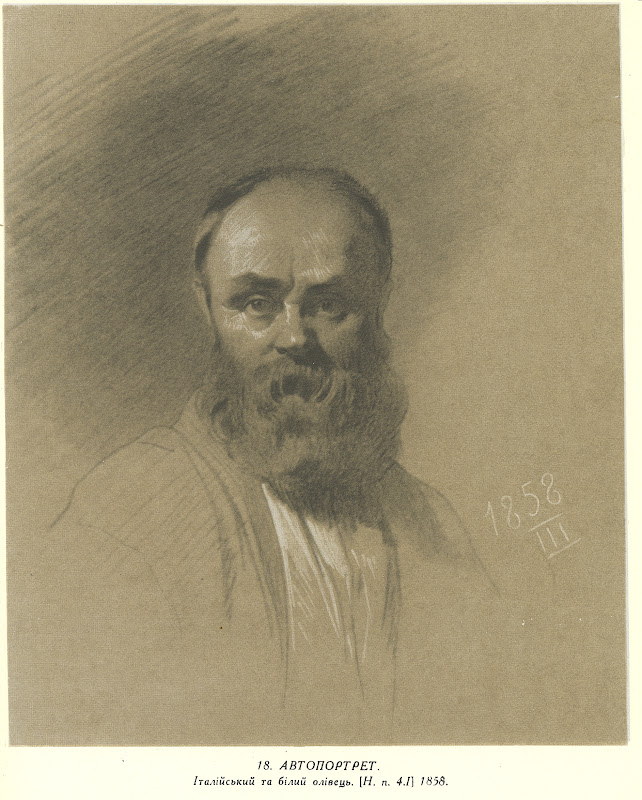 1858
III
18. АВТОПОРТРЕТ.
Італійський та білий олівець. [Н. п. 4.I] 1858.